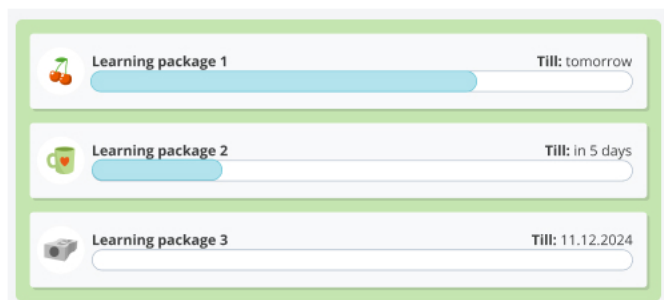 Learning package 1 Till: tomorrow
Learning package 2 Till: in 5 days
Learning package 3 Till: 11.12.2024